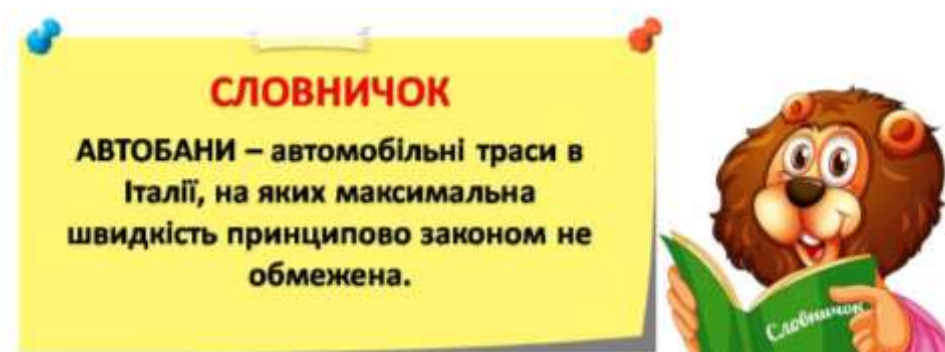 СЛОВНИЧОК
АВТОБАНИ – автомобільні траси в
Італії, на яких максимальна
швидкість принципово законом не
обмежена.
Словничок